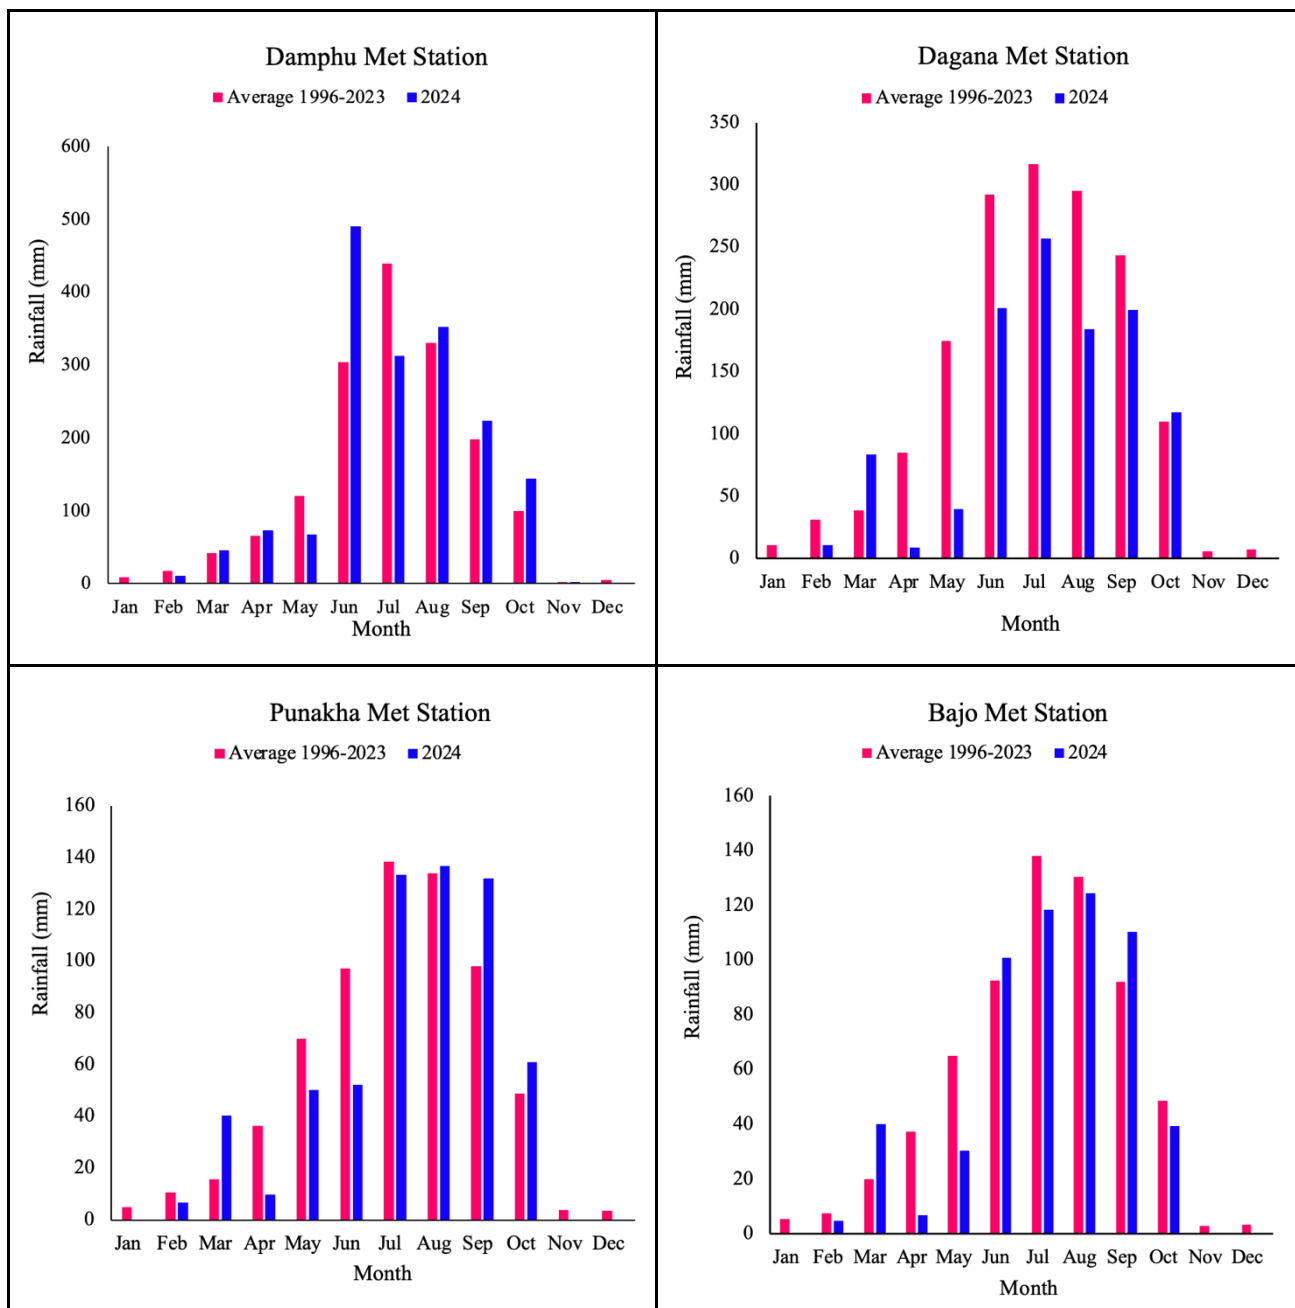 Damphu Met Station
Average 1996-2023 2024
600
500
400
300
200
100
0
Rainfall (mm)
Jan Feb Mar Apr May Jun Jul Aug Sep Oct Nov Dec
Month
Dagana Met Station
Average 1996-2023 2024
350
300
250
200
150
100
50
0
Rainfall (mm)
Jan Feb Mar Apr May Jun Jul Aug Sep Oct Nov Dec
Month
Punakha Met Station
Average 1996-2023 2024
160
140
120
100
80
60
40
20
0
Rainfall (mm)
Jan Feb Mar Apr May Jun Jul Aug Sep Oct Nov Dec
Month
Bajo Met Station
Average 1996-2023 2024
160
140
120
100
80
60
40
20
0
Rainfall (mm)
Jan Feb Mar Apr May Jun Jul Aug Sep Oct Nov Dec
Month